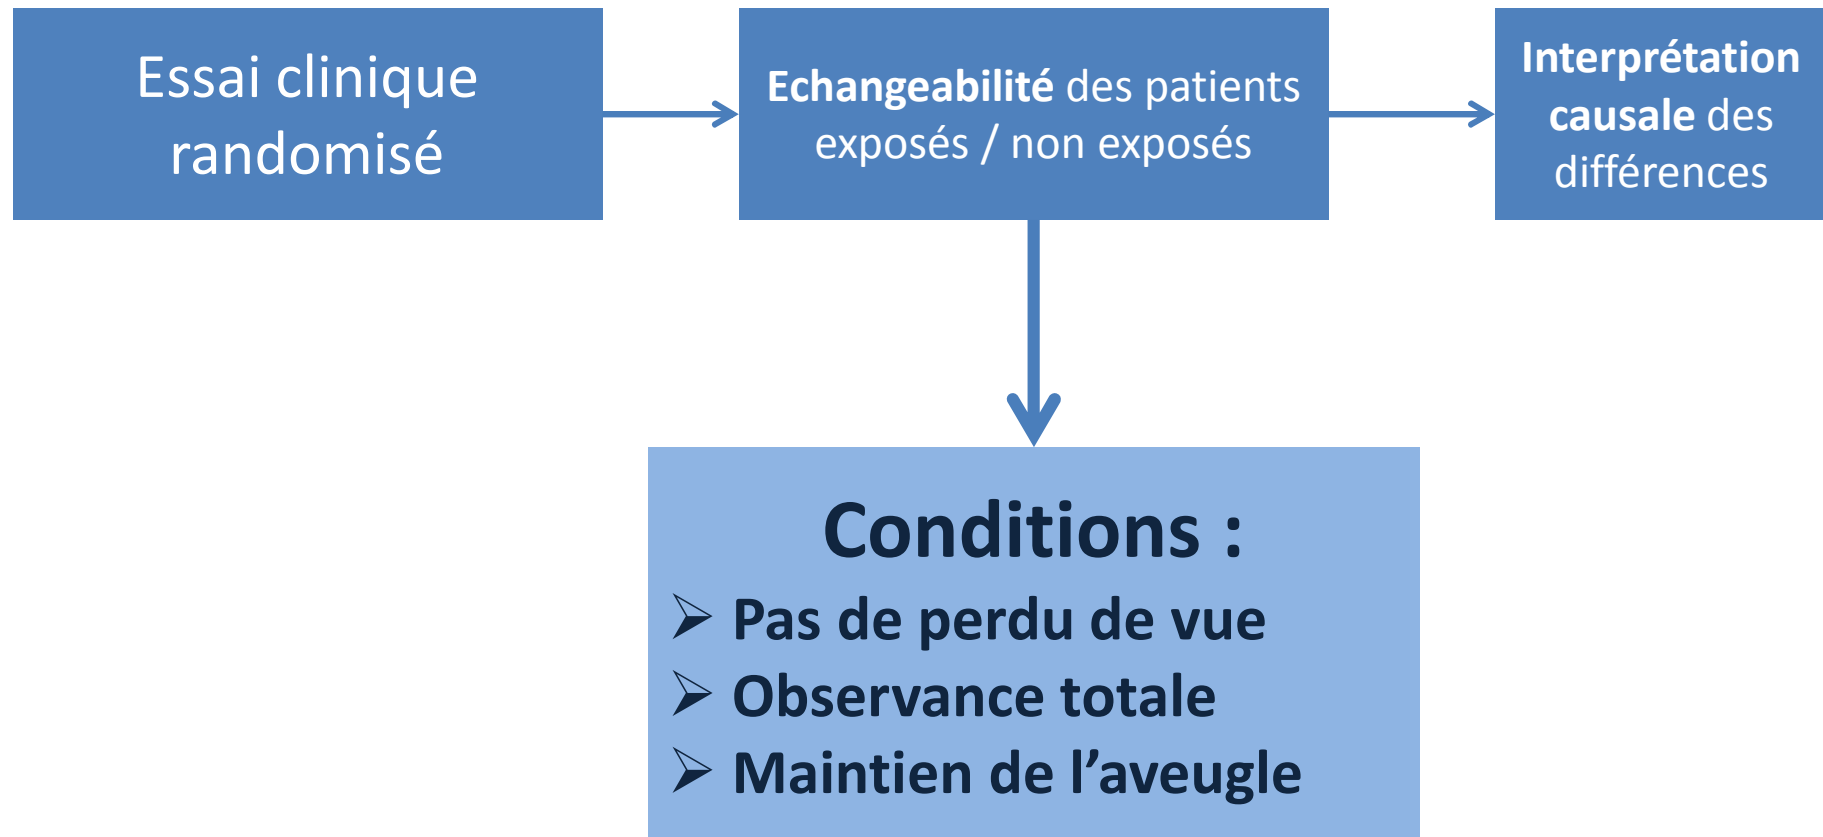 Essai clinique
randomisé
Echangeabilité des patients
exposés / non exposés
Interprétation
causale des
différences
Conditions :
Pas de perdu de vue
Observance totale
Maintien de l’aveugle